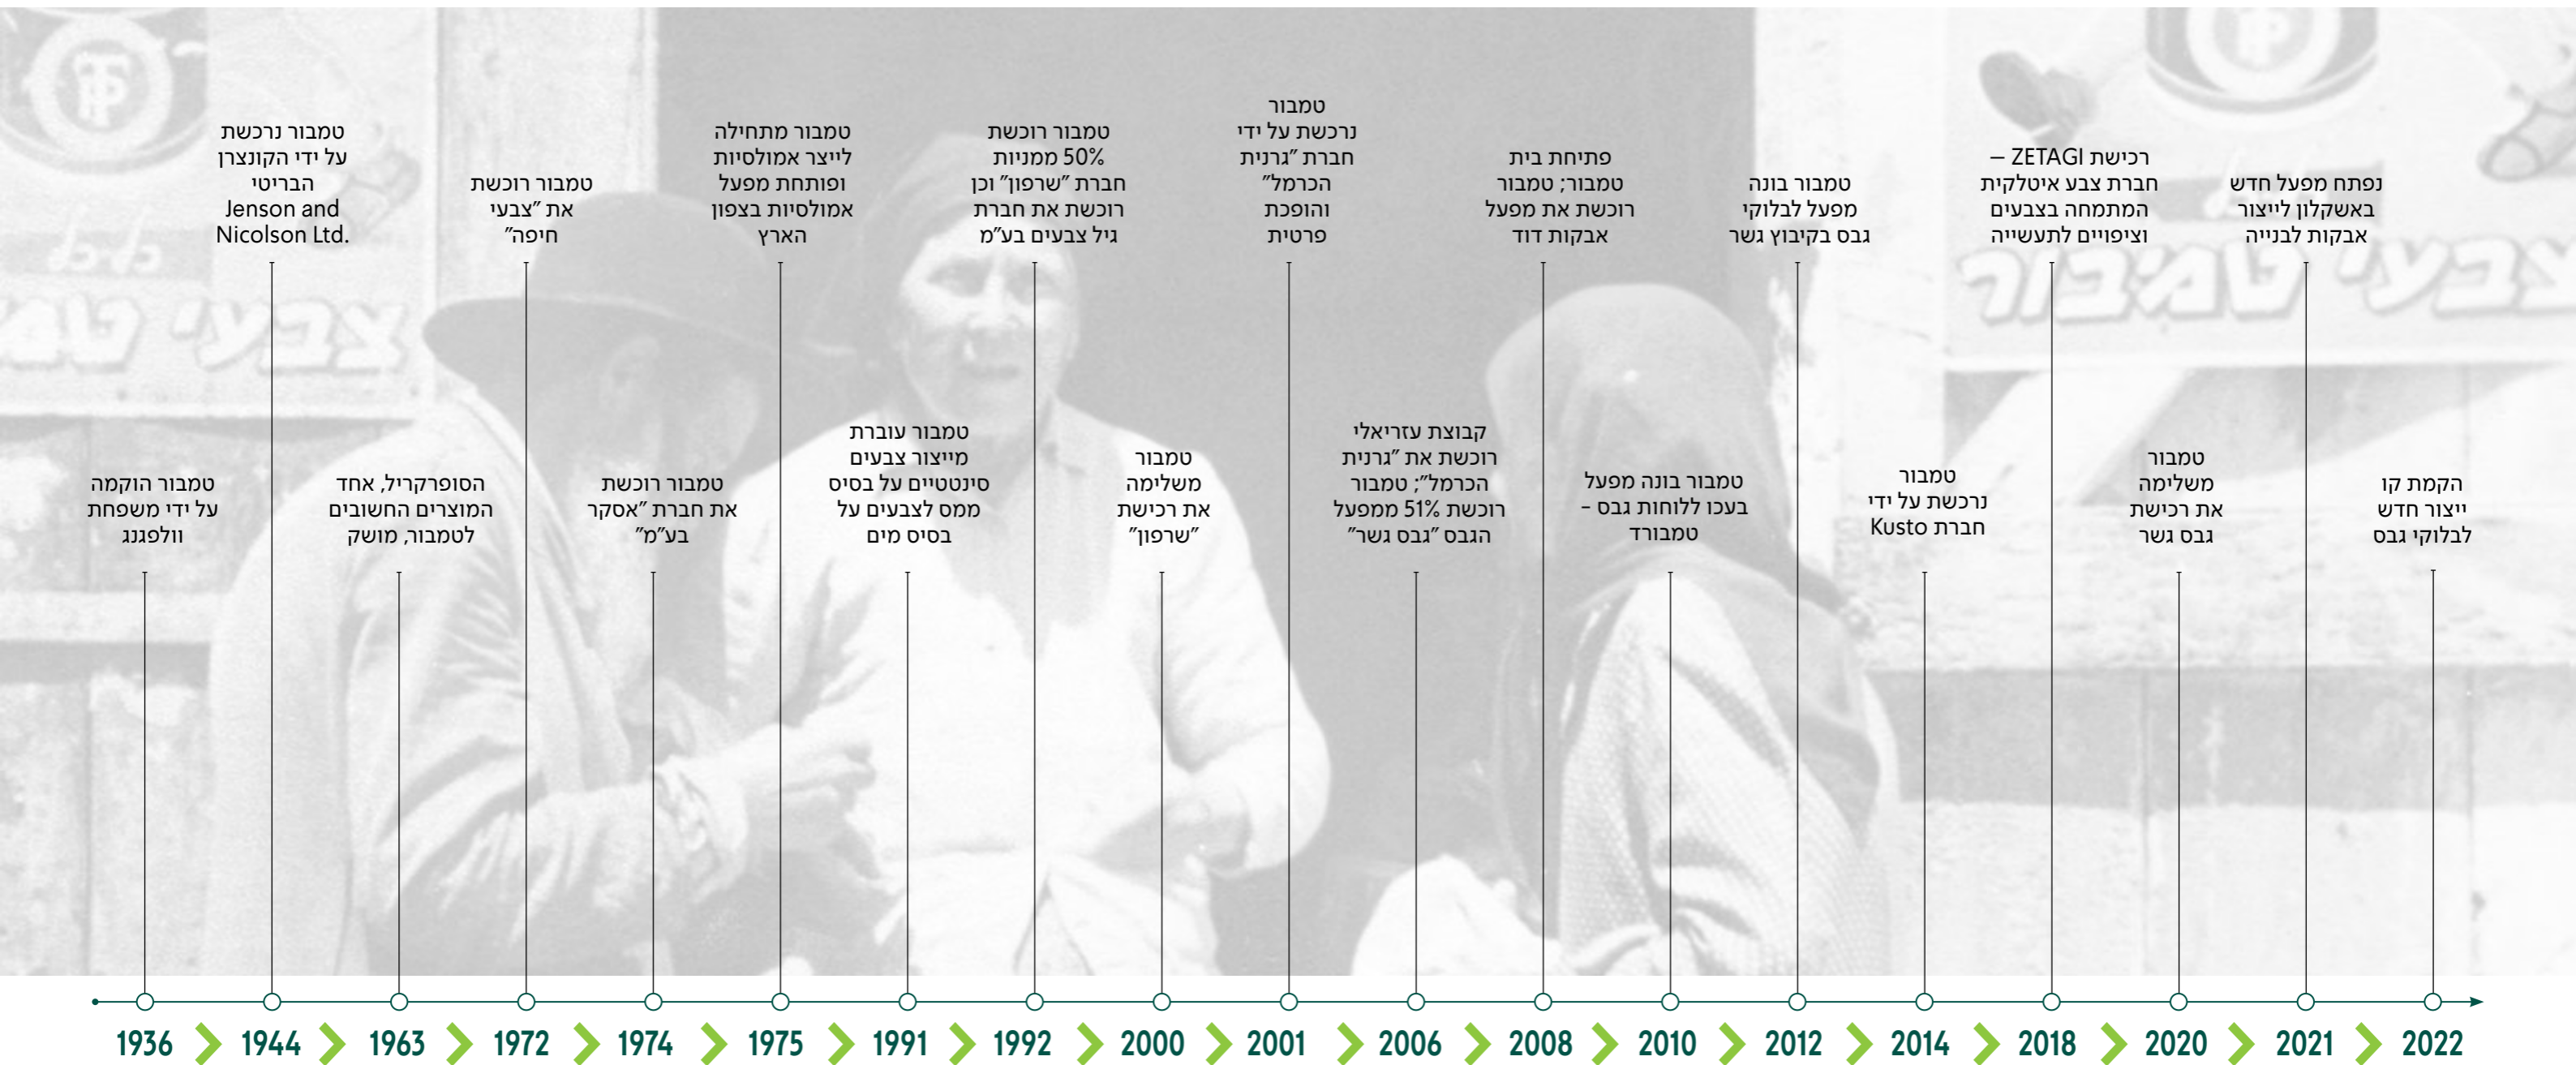 טמבור הוקמה
על ידי משפחת
וולפגנג
1936
טמבור נרכשת
על ידי הקונצרן
הבריטי
Jenson and
Nicolson Ltd.
1944
הסופרקריל, אחד
המוצרים החשובים
לטמבור, מושק
1963
טמבור רוכשת
את "צבעי
חיפה"
1972
טמבור רוכשת
את חברת "אסקר
בע"מ"
1974
טמבור מתחילה
לייצר אמולסיות
ופותחת מפעל
אמולסיות בצפון
הארץ
1975
טמבור עוברת
מייצור צבעים
סינטטיים על בסיס
ממס לצבעים על
בסיס מים
1991
טמבור רוכשת
50% ממניות
חברת "שרפון" וכן
רוכשת את חברת
גיל צבעים בע"מ
1992
טמבור
משלימה
את רכישת
"שרפון"
2000
טמבור
נרכשת על ידי
חברת "גרנית
הכרמל"
והופכת
פרטית
2001
קבוצת עזריאלי
רוכשת את "גרנית
הכרמל"; טמבור
רוכשת 51% ממפעל
הגבס "גבס גשר"
2006
פתיחת בית
טמבור; טמבור
רוכשת את מפעל
אבקות דוד
2008
טמבור בונה מפעל
בעכו ללוחות גבס –
טמבורד
2010
טמבור בונה
מפעל לבלוקי
גבס בקיבוץ גשר
2012
טמבור
נרכשת על ידי
חברת Kusto
2014
רכישת ZETAGI –
חברת צבע איטלקית
המתמחה בצבעים
וציפויים לתעשייה
2018
טמבור
משלימה
את רכישת
גבס גשר
2020
נפתח מפעל חדש
באשקלון לייצור
אבקות לבנייה
2021
הקמת קו
ייצור חדש
לבלוקי גבס
2022
כל-כל
צבעי טמ
צבעי טמבור